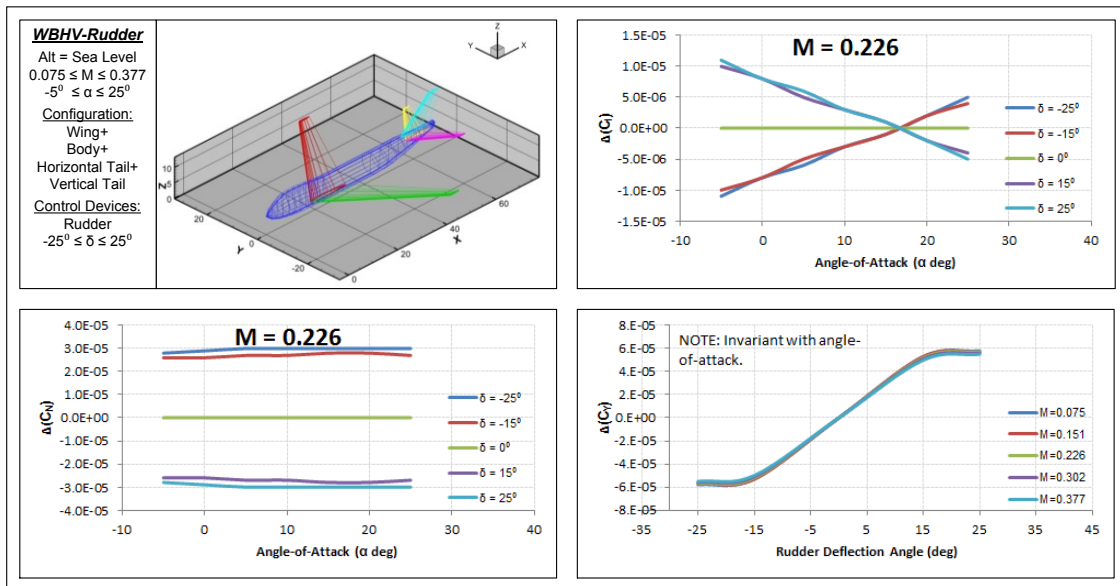 WBHV-Rudder
Alt = Sea Level
0.075 ≤ M ≤ 0.377
-5⁰ ≤ α ≤ 25⁰
Configuration:
Wing+
Body+
Horizontal Tail+
Vertical Tail
Control Devices:
Rudder
-25⁰ ≤ δ ≤ 25⁰
Z
Y
X
Z
10
5
0
20
0
-20
Y
0
20
40
60
X
M = 0.226
Δ(Cₗ)
1.5E-05
1.0E-05
5.0E-06
0.0E+00
-5.0E-06
-1.0E-05
-1.5E-05
δ = -25⁰
δ = -15⁰
δ = 0⁰
δ = 15⁰
δ = 25⁰
-10 0 10 20 30 40
Angle-of-Attack (α deg)
M = 0.226
Δ(C_N)
4.0E-05
3.0E-05
2.0E-05
1.0E-05
0.0E+00
-1.0E-05
-2.0E-05
-3.0E-05
-4.0E-05
δ = -25⁰
δ = -15⁰
δ = 0⁰
δ = 15⁰
δ = 25⁰
-10 0 10 20 30 40
Angle-of-Attack (α deg)
NOTE: Invariant with angle-
of-attack.
Δ(C_Y)
8.E-05
6.E-05
4.E-05
2.E-05
0.E+00
-2.E-05
-4.E-05
-6.E-05
-8.E-05
M=0.075
M=0.151
M=0.226
M=0.302
M=0.377
-35 -25 -15 -5 5 15 25 35
Rudder Deflection Angle (deg)